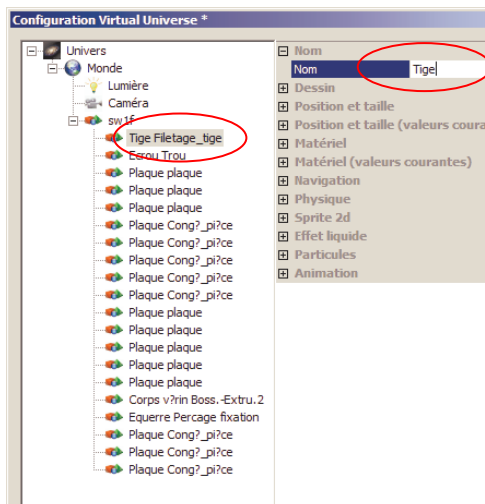 Configuration Virtual Universe *
Univers
Monde
Lumière
Caméra
sw1f
Tige Filetage_tige
Ecrou Trou
Plaque plaque
Plaque plaque
Plaque plaque
Plaque Cong?_pi?ce
Plaque Cong?_pi?ce
Plaque Cong?_pi?ce
Plaque Cong?_pi?ce
Plaque Cong?_pi?ce
Plaque plaque
Plaque plaque
Plaque plaque
Plaque plaque
Plaque plaque
Corps v?rin Boss.-Extru.2
Equerre Percage fixation
Plaque Cong?_pi?ce
Plaque Cong?_pi?ce
Plaque Cong?_pi?ce
Nom
Nom Tige
Dessin
Position et taille
Position et taille (valeurs coura
Matériel
Matériel (valeurs courantes)
Navigation
Physique
Sprite 2d
Effet liquide
Particules
Animation